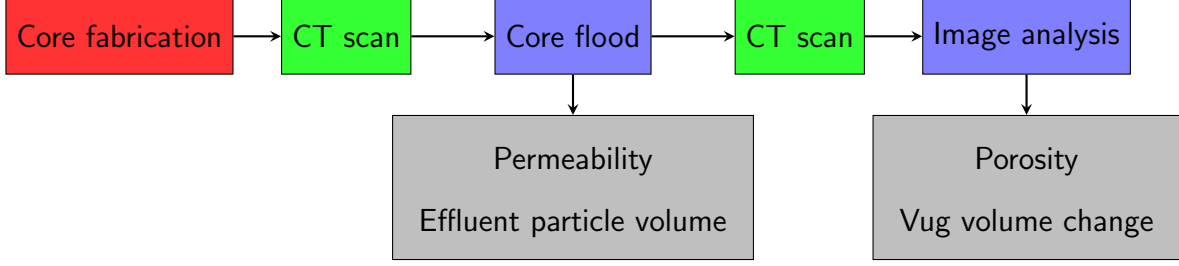 Core fabrication
CT scan
Core flood
CT scan
Image analysis
Permeability
Effluent particle volume
Porosity
Vug volume change